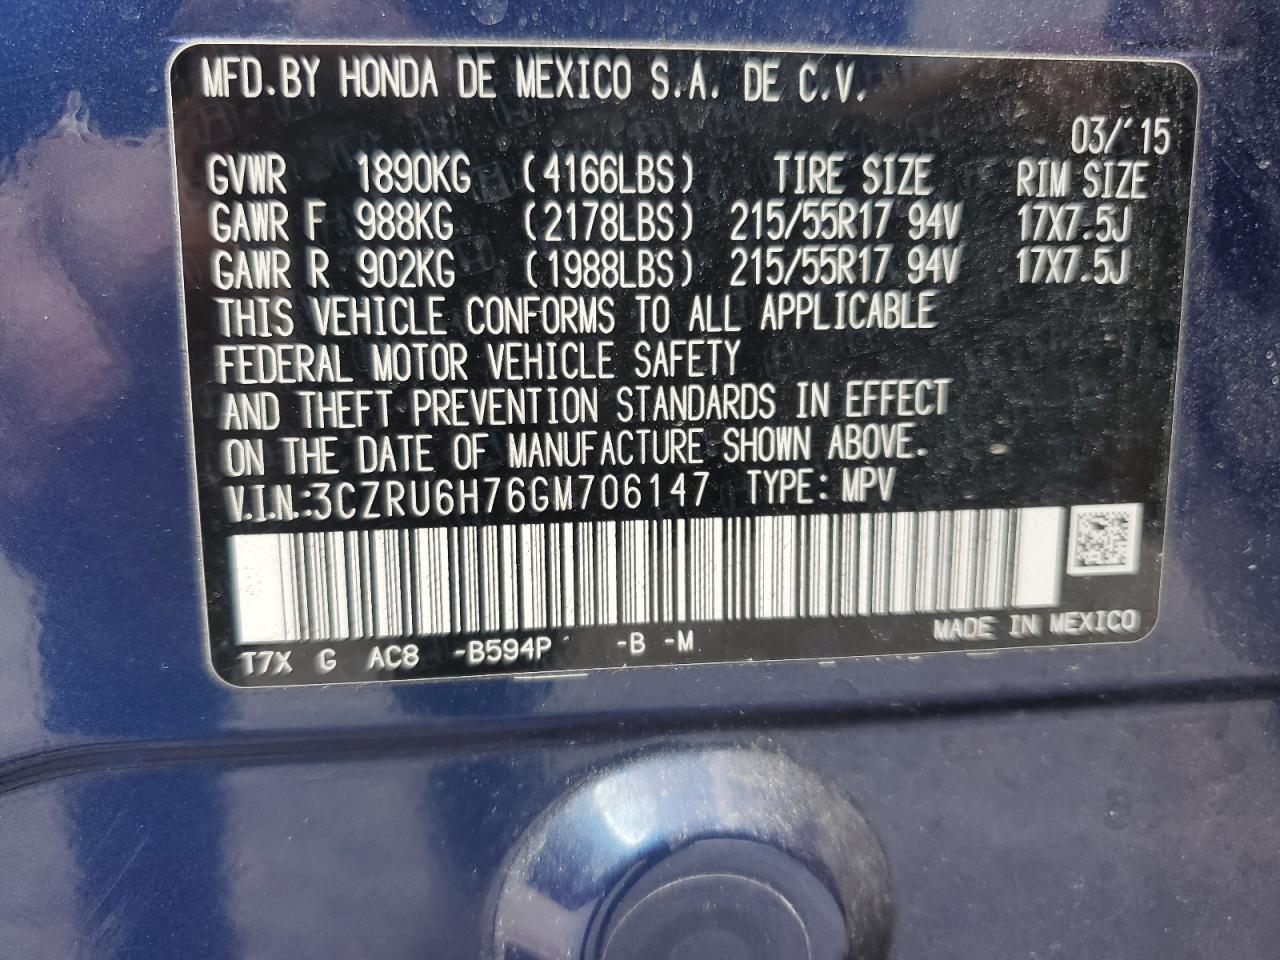 MFD.BY HONDA DE MEXICO S.A. DE C.V.
03/'15
GVWR 1890KG (4166LBS) TIRE SIZE RIM SIZE
GAWR F 988KG (2178LBS) 215/55R17 94V 17X7.5J
GAWR R 902KG (1988LBS) 215/55R17 94V 17X7.5J
THIS VEHICLE CONFORMS TO ALL APPLICABLE
FEDERAL MOTOR VEHICLE SAFETY
AND THEFT PREVENTION STANDARDS IN EFFECT
ON THE DATE OF MANUFACTURE SHOWN ABOVE.
V.I.N.:3CZRU6H76GM706147 TYPE: MPV
T7X G AC8 -B594P -B -M MADE IN MEXICO